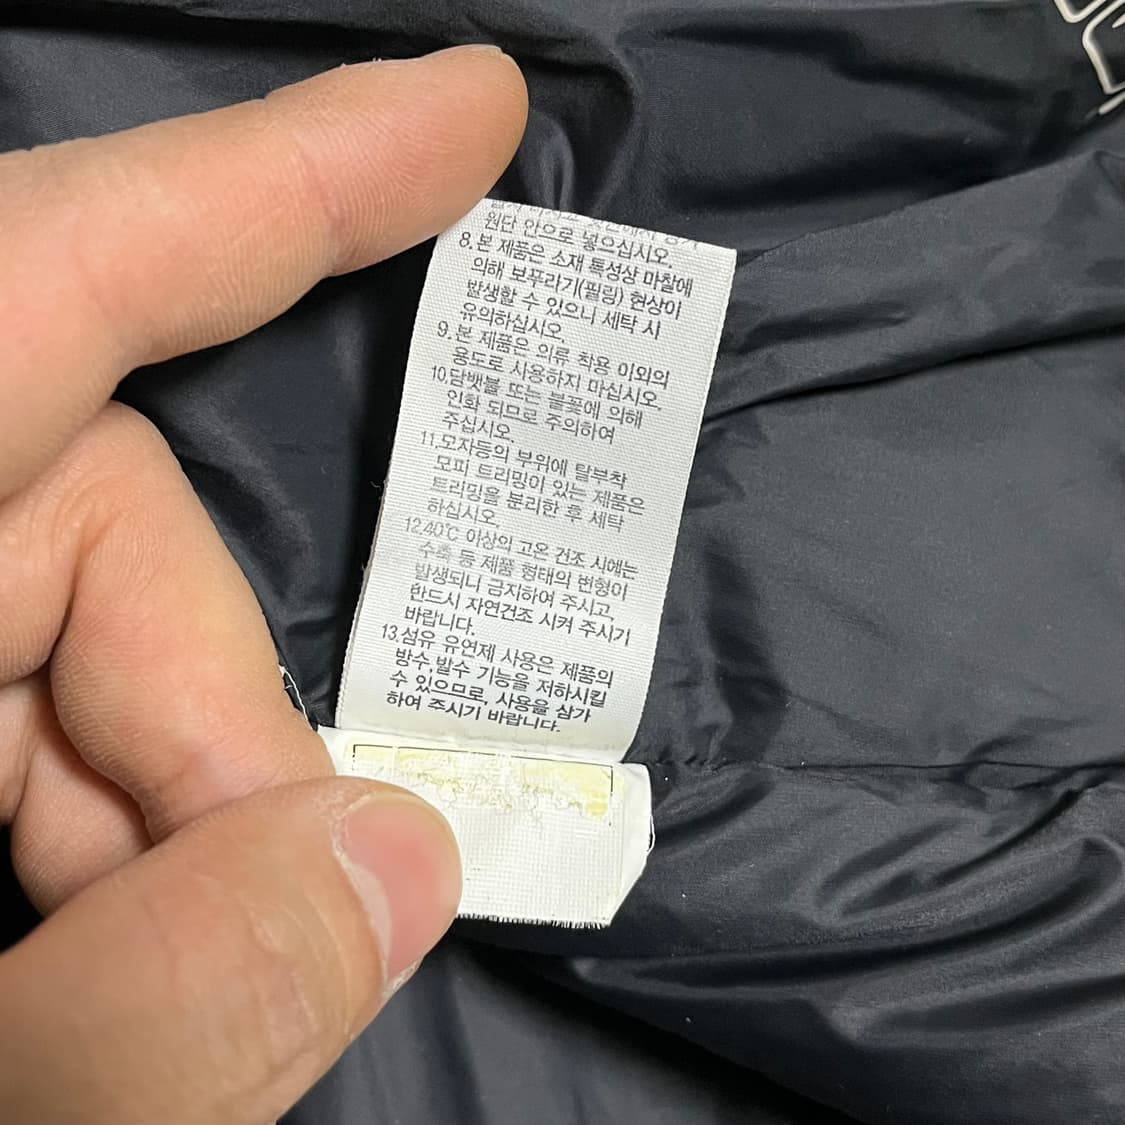 원단 안으로 넣으십시오.
8.본 제품은 소재 특성상 마찰에
의해 보푸라기(필링) 현상이
발생할 수 있으니 세탁 시
유의하십시오.
9.본 제품은 의류 착용 이외의
용도로 사용하지 마십시오.
10.담뱃불 또는 불꽃에 의해
인화 되므로 주의하여
주십시오.
11.모자등의 부위에 탈부착
모피 트리밍이 있는 제품은
트리밍을 분리한 후 세탁
하십시오.
12.40℃ 이상의 고온 건조 시에는
수축 등 제품 형태의 변형이
발생되니 금지하여 주시고,
반드시 자연건조 시켜 주시기
바랍니다.
13.섬유 유연제 사용은 제품의
방수,발수 기능을 저하시킬
수 있으므로, 사용을 삼가
하여 주시기 바랍니다.